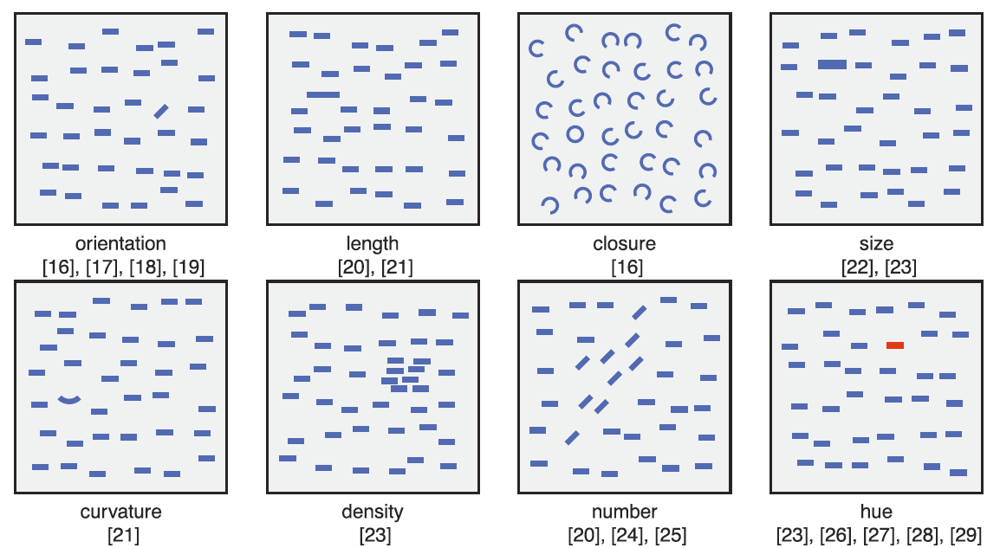 orientation
[16], [17], [18], [19]
length
[20], [21]
closure
[16]
size
[22], [23]
curvature
[21]
density
[23]
number
[20], [24], [25]
hue
[23], [26], [27], [28], [29]